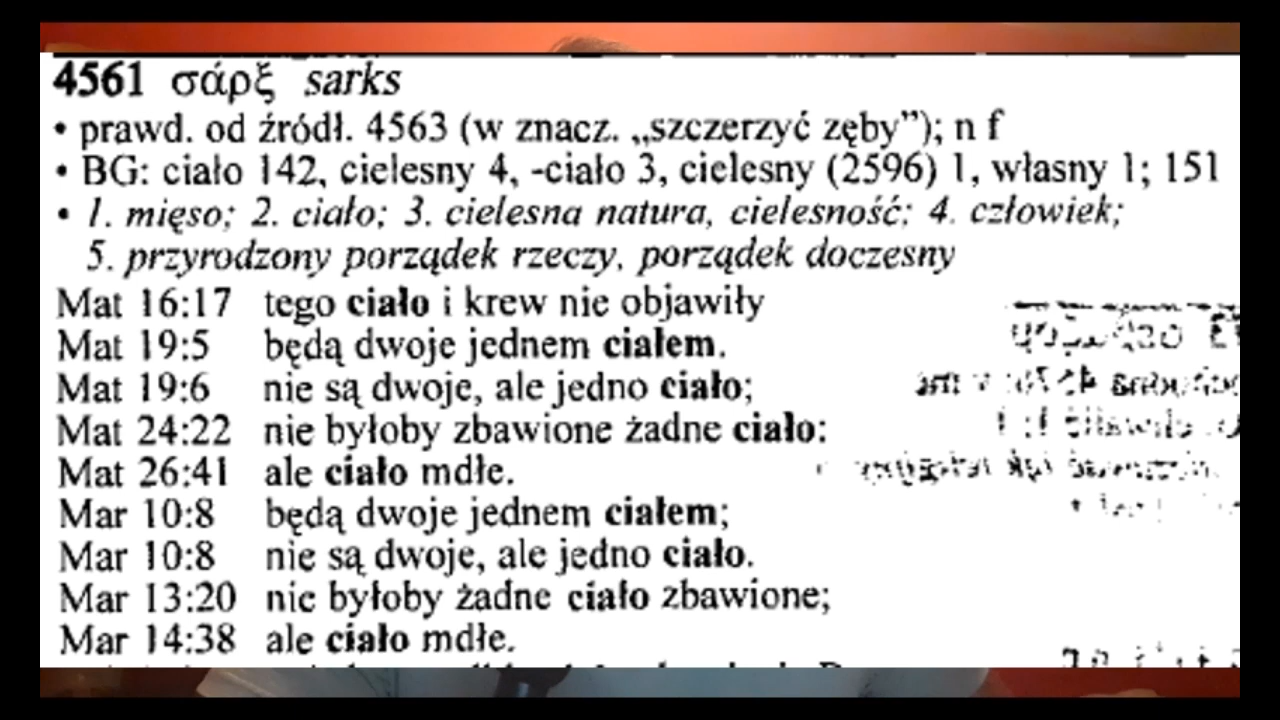 4561 σάρξ sarks
• prawd. od źródł. 4563 (w znacz. „szczerzyć zęby”); n f
• BG: ciało 142, cielesny 4, -ciało 3, cielesny (2596) 1, własny 1; 151
• 1. mięso; 2. ciało; 3. cielesna natura, cielesność; 4. człowiek;
5. przyrodzony porządek rzeczy, porządek doczesny
Mat 16:17 tego ciało i krew nie objawiły
Mat 19:5 będą dwoje jednem ciałem.
Mat 19:6 nie są dwoje, ale jedno ciało;
Mat 24:22 nie byłoby zbawione żadne ciało:
Mat 26:41 ale ciało mdłe.
Mar 10:8 będą dwoje jednem ciałem;
Mar 10:8 nie są dwoje, ale jedno ciało.
Mar 13:20 nie byłoby żadne ciało zbawione;
Mar 14:38 ale ciało mdłe.